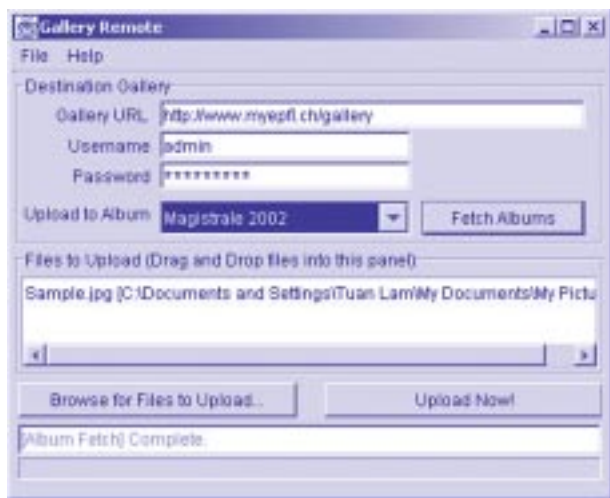 Gallery Remote
File Help
Destination Gallery
Gallery URL http://www.myepfl.ch/gallery
Username admin
Password *********
Upload to Album Magistrale 2002 Fetch Albums
Files to Upload (Drag and Drop files into this panel)
Sample.jpg [C:\Documents and Settings\Tuan Lam\My Documents\My Pictu
Browse for Files to Upload... Upload Now!
[Album Fetch] Complete.